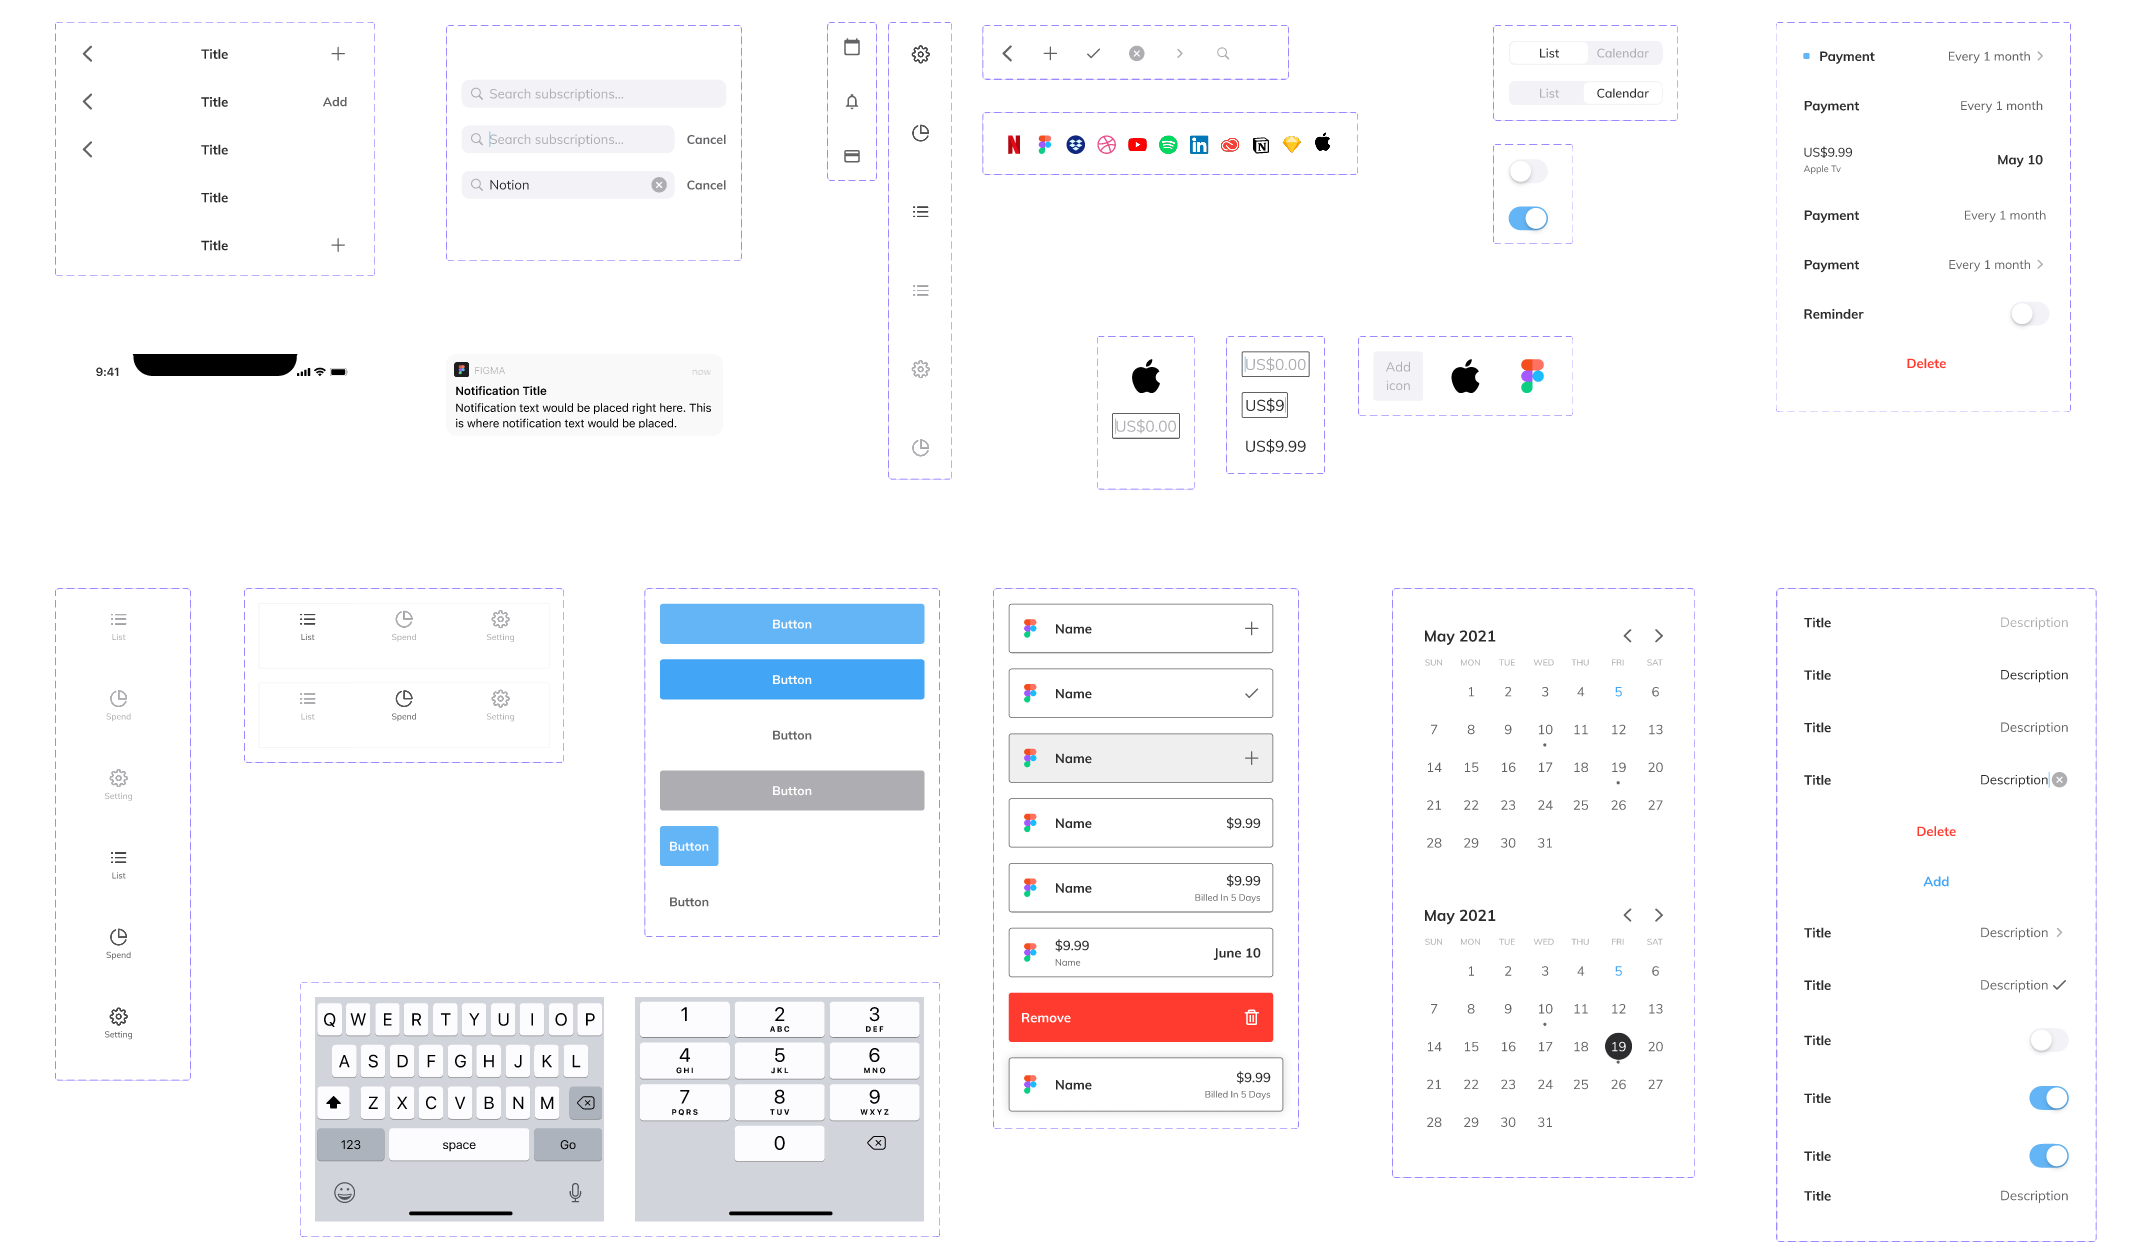 Title
Title
Add
Title
Title
Title
Search subscriptions...
Search subscriptions...
Cancel
Notion
Cancel
List
Calendar
List
Calendar
Payment
Every 1 month
Payment
Every 1 month
US$9.99
Apple Tv
May 10
Payment
Every 1 month
Payment
Every 1 month
Reminder
Delete
9:41
FIGMA
now
Notification Title
Notification text would be placed right here. This
is where notification text would be placed.
US$0.00
US$0.00
US$9
US$9.99
Add
icon
List
Spend
Setting
List
Spend
Setting
List Spend Setting
List Spend Setting
Button
Button
Button
Button
Button
Button
Name
Name
Name
Name
$9.99
Name
$9.99
Billed In 5 Days
$9.99
Name
June 10
Remove
Name
$9.99
Billed In 5 Days
May 2021
SUN MON TUE WED THU FRI SAT
1 2 3 4 5 6
7 8 9 10 11 12 13
14 15 16 17 18 19 20
21 22 23 24 25 26 27
28 29 30 31
May 2021
SUN MON TUE WED THU FRI SAT
1 2 3 4 5 6
7 8 9 10 11 12 13
14 15 16 17 18 19 20
21 22 23 24 25 26 27
28 29 30 31
Title
Description
Title
Description
Title
Description
Title
Description
Delete
Add
Title
Description
Title
Description
Title
Title
Title
Title
Description
Q W E R T Y U I O P
A S D F G H J K L
Z X C V B N M
123 space Go
1 2 3
ABC DEF
4 5 6
GHI JKL MNO
7 8 9
PQRS TUV WXYZ
0